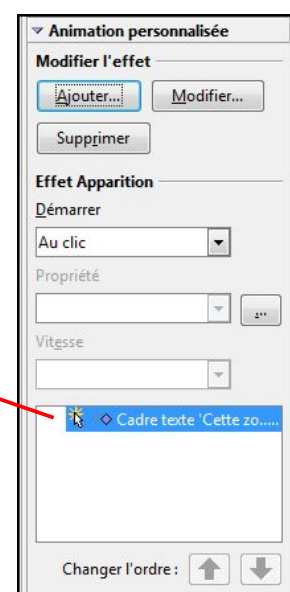 Animation personnalisée
Modifier l'effet
Ajouter... Modifier...
Supprimer
Effet Apparition
Démarrer
Au clic
Propriété
...
Vitesse
Cadre texte 'Cette zo.....
Changer l'ordre :